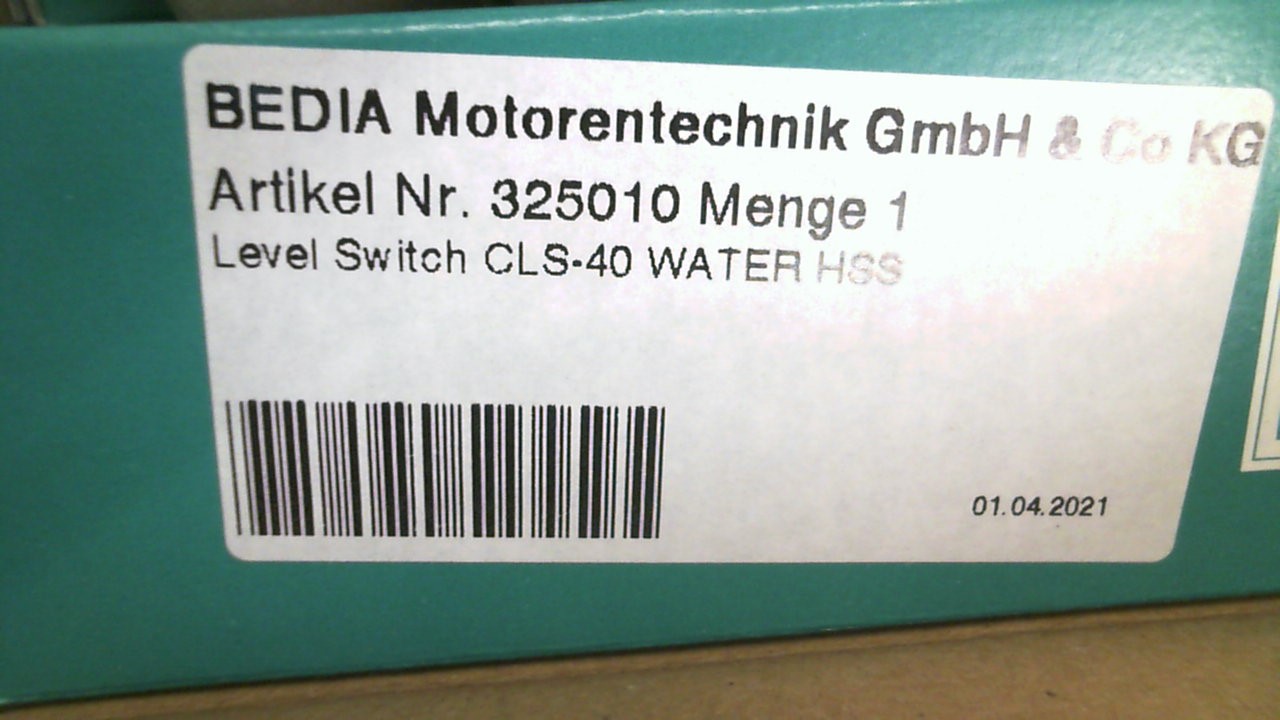 BEDIA Motorentechnik GmbH & Co KG
Artikel Nr. 325010 Menge 1
Level Switch CLS-40 WATER HSS
01.04.2021